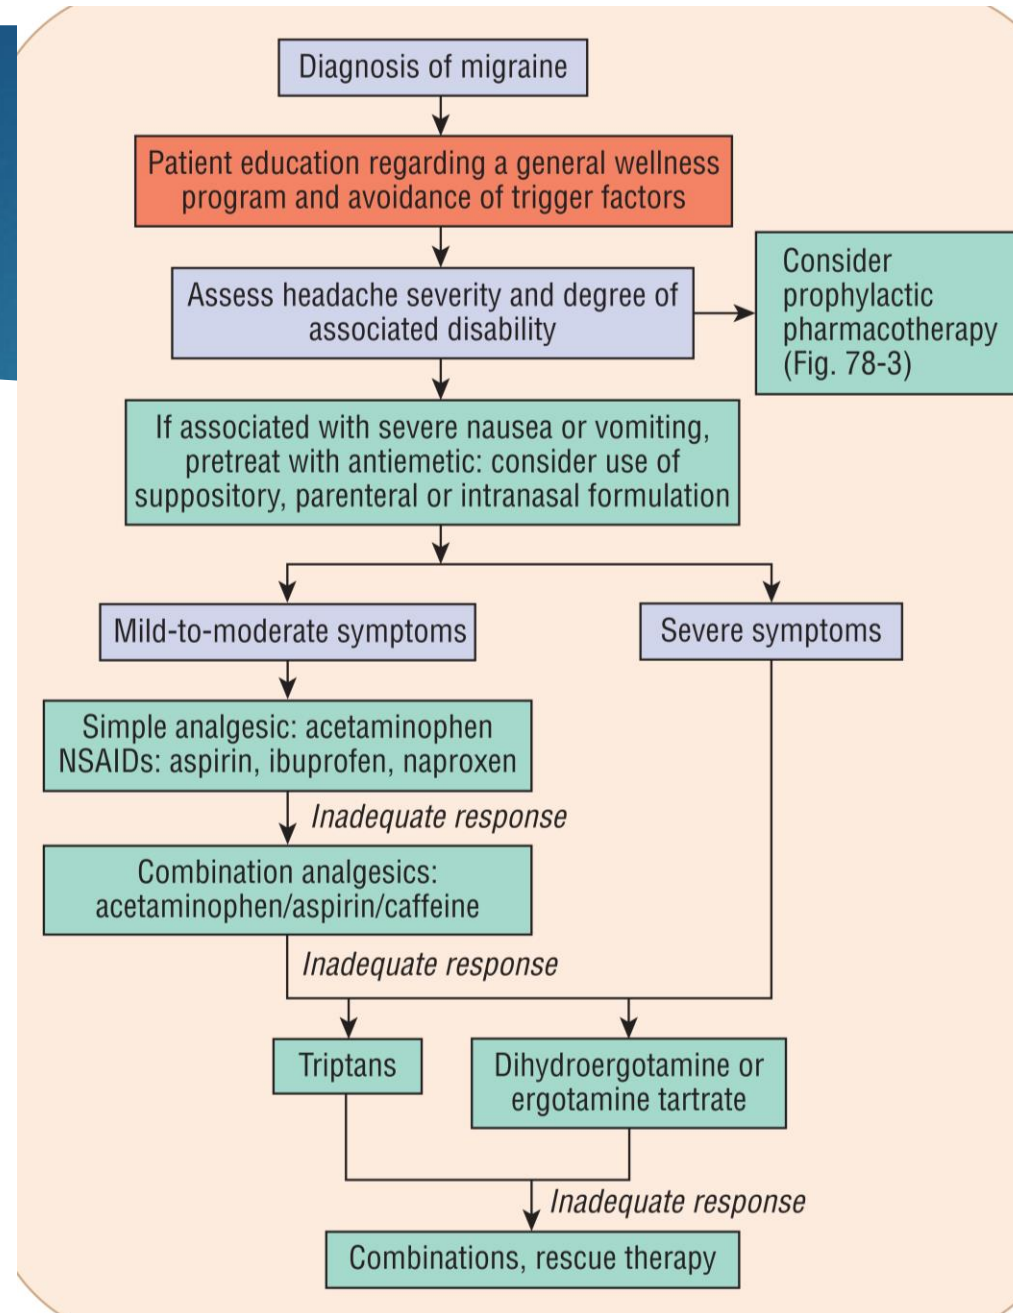 Diagnosis of migraine
Patient education regarding a general wellness
program and avoidance of trigger factors
Assess headache severity and degree of
associated disability
Consider
prophylactic
pharmacotherapy
(Fig. 78-3)
If associated with severe nausea or vomiting,
pretreat with antiemetic: consider use of
suppository, parenteral or intranasal formulation
Mild-to-moderate symptoms
Severe symptoms
Simple analgesic: acetaminophen
NSAIDs: aspirin, ibuprofen, naproxen
Inadequate response
Combination analgesics:
acetaminophen/aspirin/caffeine
Inadequate response
Triptans
Dihydroergotamine or
ergotamine tartrate
Inadequate response
Combinations, rescue therapy